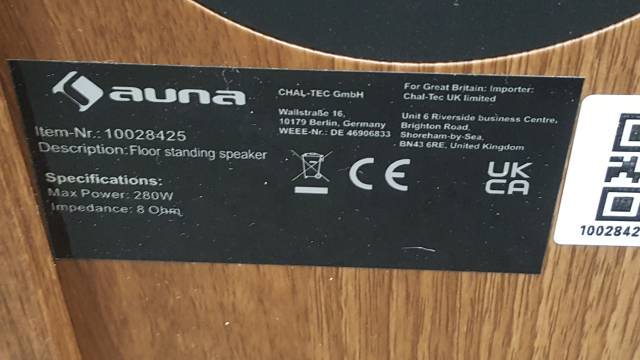 auna
Item-Nr.: 10028425
Description: Floor standing speaker
Specifications:
Max Power: 280W
Impedance: 8 Ohm
CHAL-TEC GmbH
Wallstraße 16,
10179 Berlin, Germany
WEEE-Nr.: DE 46906833
For Great Britain: Importer:
Chal-Tec UK limited
Unit 6 Riverside business Centre,
Brighton Road,
Shoreham-by-Sea,
BN43 6RE, United Kingdom
CE
UK
CA
1002842